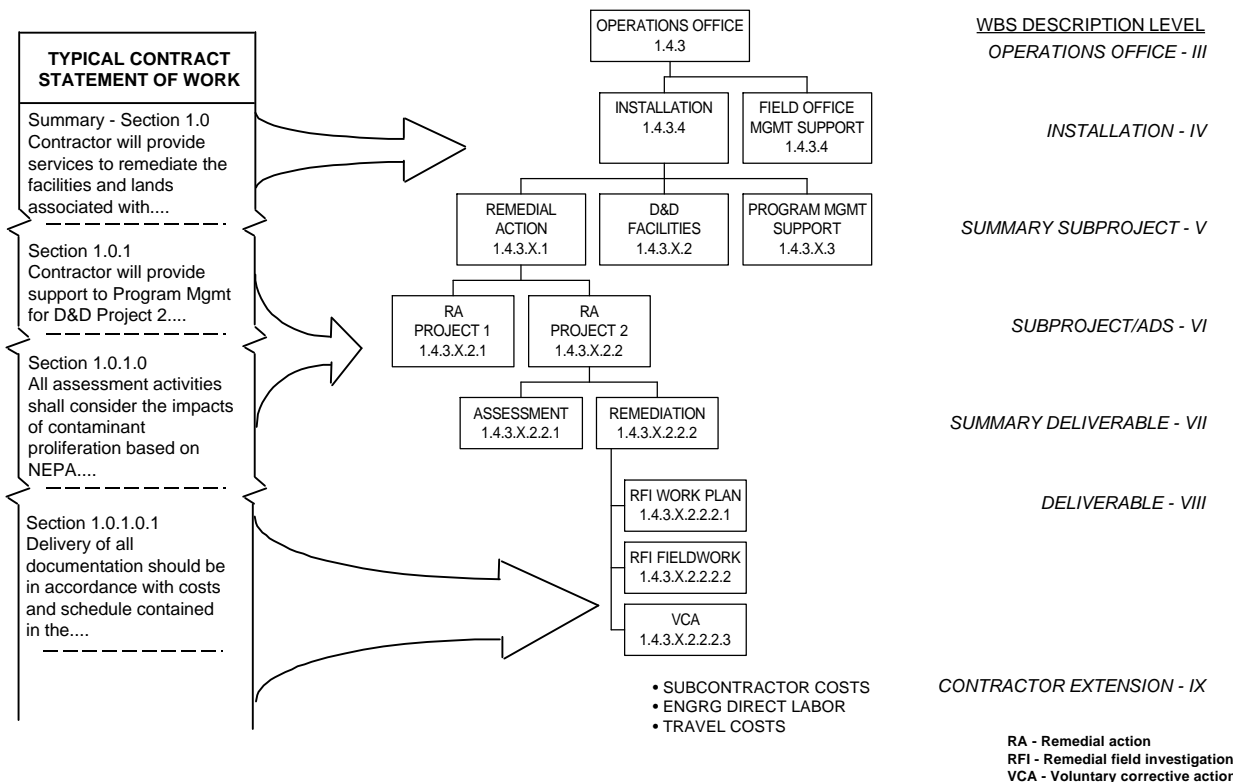 TYPICAL CONTRACT
STATEMENT OF WORK
Summary - Section 1.0
Contractor will provide
services to remediate the
facilities and lands
associated with....
Section 1.0.1
Contractor will provide
support to Program Mgmt
for D&D Project 2....
Section 1.0.1.0
All assessment activities
shall consider the impacts
of contaminant
proliferation based on
NEPA....
Section 1.0.1.0.1
Delivery of all
documentation should be
in accordance with costs
and schedule contained
in the....
OPERATIONS OFFICE
1.4.3
INSTALLATION
1.4.3.4
FIELD OFFICE
MGMT SUPPORT
1.4.3.4
REMEDIAL
ACTION
1.4.3.X.1
D&D
FACILITIES
1.4.3.X.2
PROGRAM MGMT
SUPPORT
1.4.3.X.3
RA
PROJECT 1
1.4.3.X.2.1
RA
PROJECT 2
1.4.3.X.2.2
ASSESSMENT
1.4.3.X.2.2.1
REMEDIATION
1.4.3.X.2.2.2
RFI WORK PLAN
1.4.3.X.2.2.2.1
RFI FIELDWORK
1.4.3.X.2.2.2.2
VCA
1.4.3.X.2.2.2.3
• SUBCONTRACTOR COSTS
• ENGRG DIRECT LABOR
• TRAVEL COSTS
WBS DESCRIPTION LEVEL
OPERATIONS OFFICE - III
INSTALLATION - IV
SUMMARY SUBPROJECT - V
SUBPROJECT/ADS - VI
SUMMARY DELIVERABLE - VII
DELIVERABLE - VIII
CONTRACTOR EXTENSION - IX
RA - Remedial action
RFI - Remedial field investigation
VCA - Voluntary corrective action